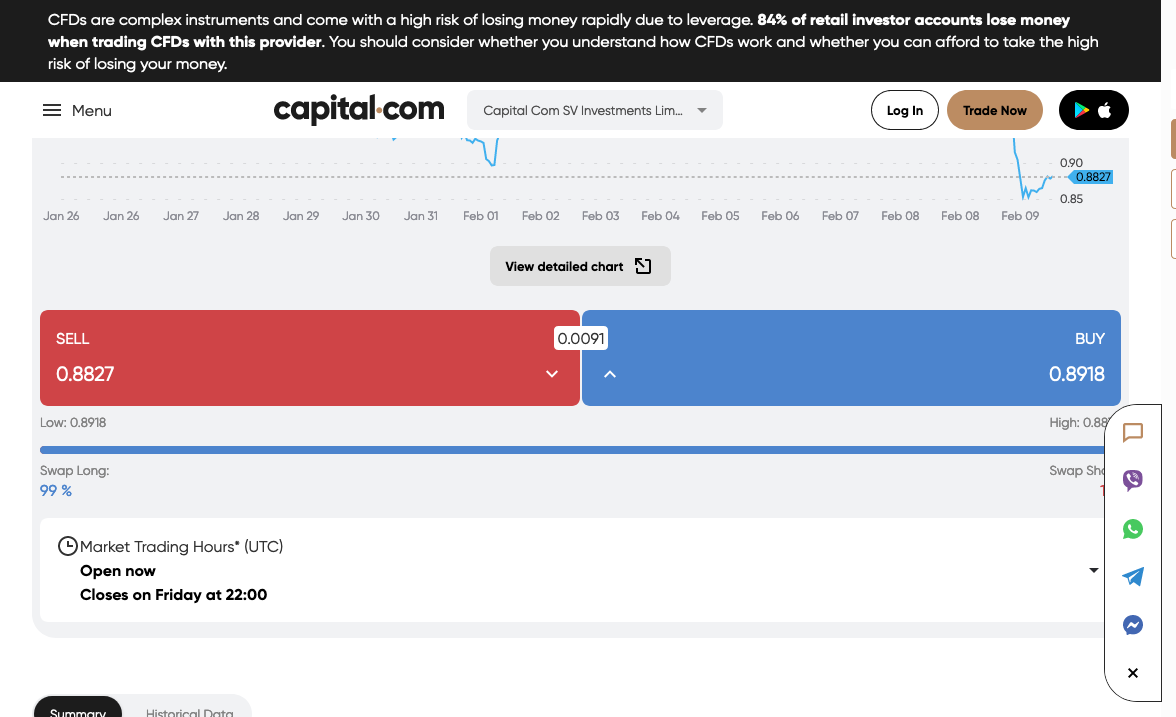 CFDs are complex instruments and come with a high risk of losing money rapidly due to leverage. 84% of retail investor accounts lose money
when trading CFDs with this provider. You should consider whether you understand how CFDs work and whether you can afford to take the high
risk of losing your money.
Menu
capital.com
Capital Com SV Investments Lim...
Log In
Trade Now
0.90
0.8827
0.85
Jan 26 Jan 26 Jan 27 Jan 28 Jan 29 Jan 30 Jan 31 Feb 01 Feb 02 Feb 03 Feb 04 Feb 05 Feb 06 Feb 07 Feb 08 Feb 08 Feb 09
View detailed chart
SELL
0.0091
BUY
0.8827
0.8918
Low: 0.8918
High: 0.88
Swap Long:
Swap Sho
99 %
Market Trading Hours* (UTC)
Open now
Closes on Friday at 22:00
Summary
Historical Data